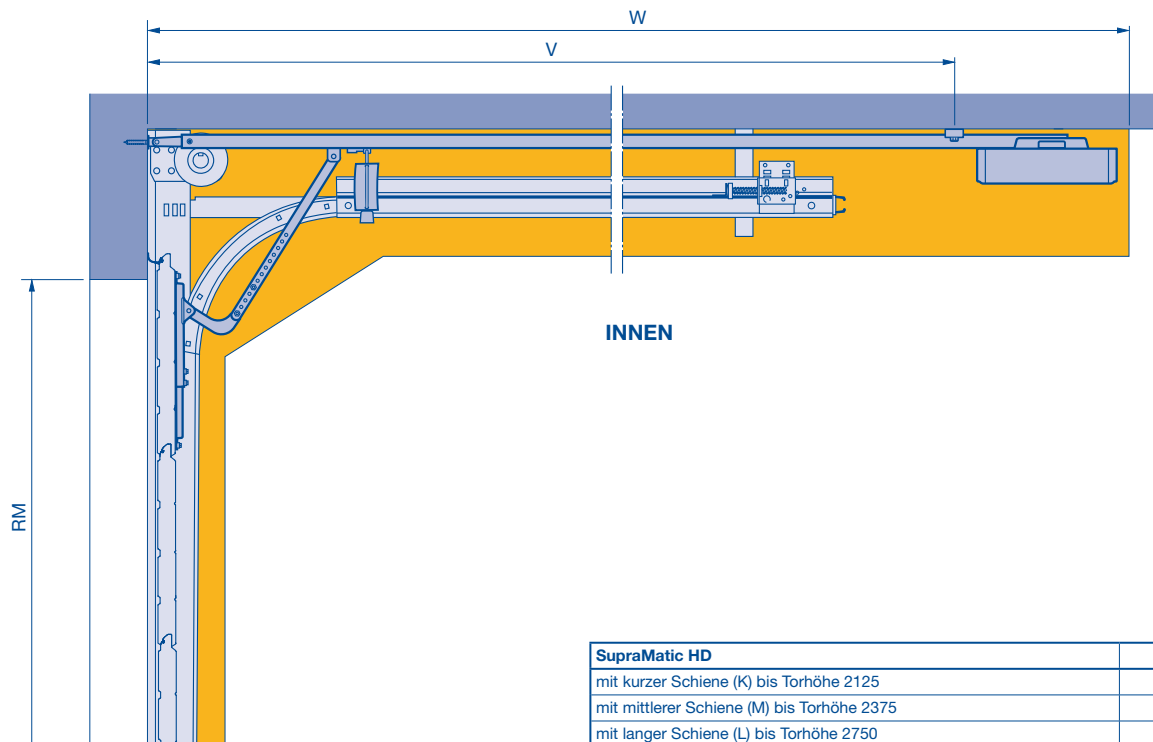 W
V
INNEN
RM
SupraMatic HD
mit kurzer Schiene (K) bis Torhöhe 2125
mit mittlerer Schiene (M) bis Torhöhe 2375
mit langer Schiene (L) bis Torhöhe 2750